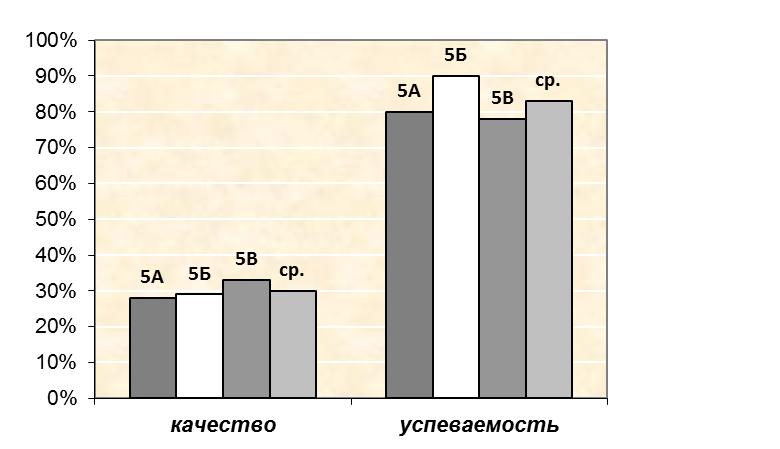 100%
90%
80%
70%
60%
50%
40%
30%
20%
10%
0%
5А
5Б
5В
ср.
5А
5Б
5В
ср.
качество
успеваемость